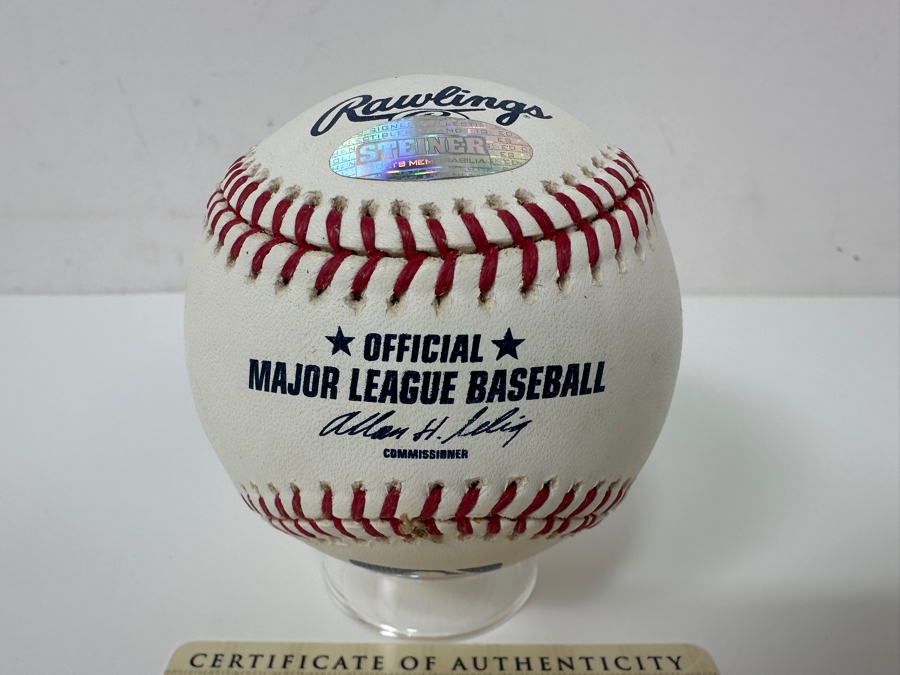 Rawlings
STEINER
OFFICIAL
MAJOR LEAGUE BASEBALL
Allan H. Selig
COMMISSIONER
CERTIFICATE OF AUTHENTICITY